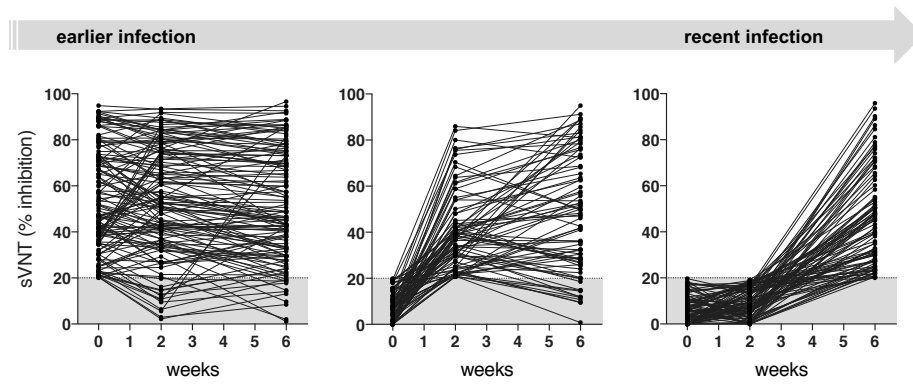 earlier infection recent infection
sVNT (% inhibition)
100 100 100
80 80 80
60 60 60
40 40 40
20 20 20
0 0 0
0 1 2 3 4 5 6 0 1 2 3 4 5 6 0 1 2 3 4 5 6
weeks weeks weeks